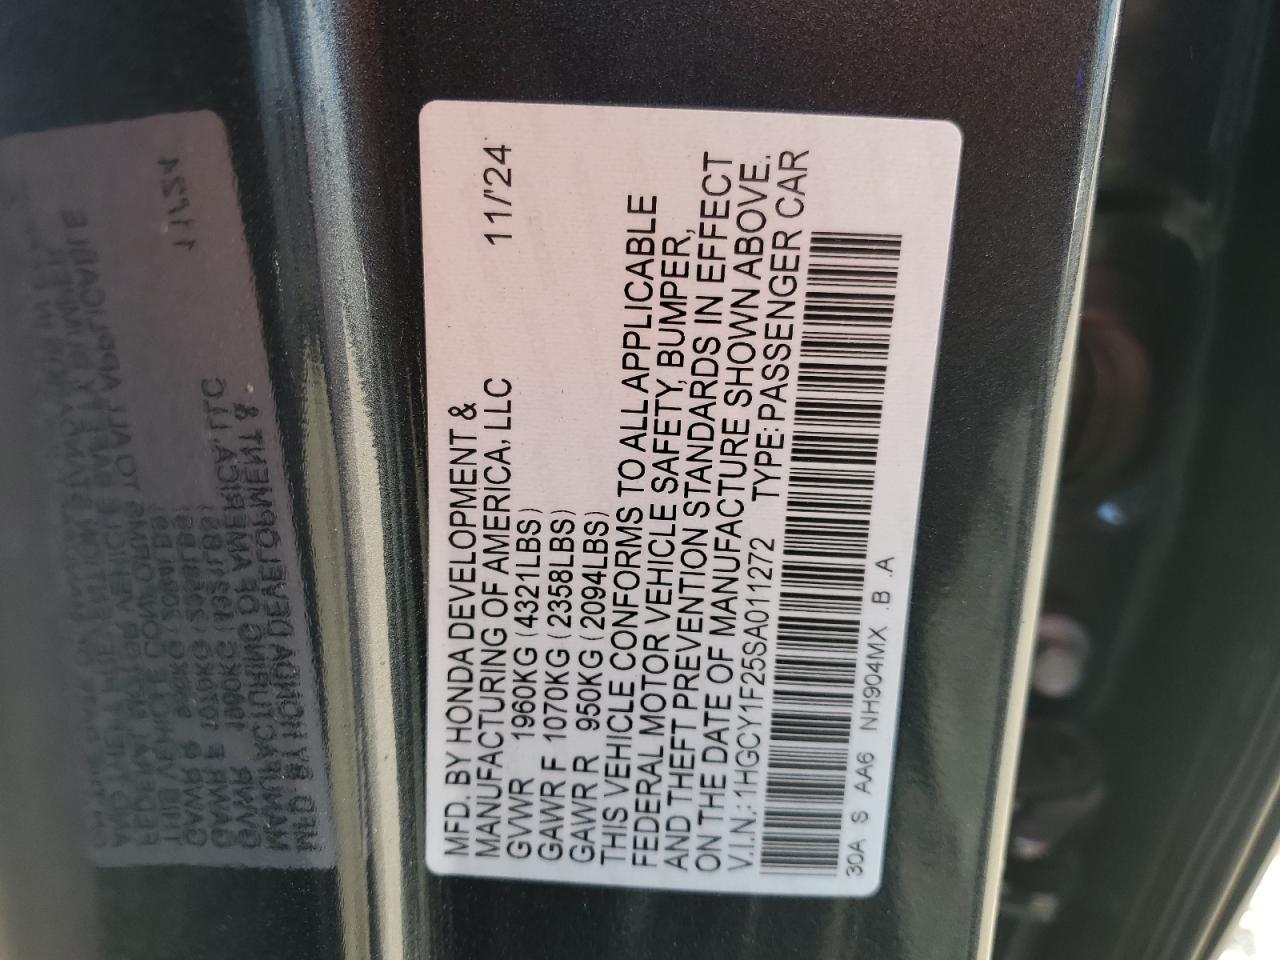 MFD. BY HONDA DEVELOPMENT &
MANUFACTURING OF AMERICA, LLC 11/'24
GVWR 1960KG (4321LBS)
GAWR F 1070KG (2358LBS)
GAWR R 950KG (2094LBS)
THIS VEHICLE CONFORMS TO ALL APPLICABLE
FEDERAL MOTOR VEHICLE SAFETY, BUMPER,
AND THEFT PREVENTION STANDARDS IN EFFECT
ON THE DATE OF MANUFACTURE SHOWN ABOVE.
V.I.N.: 1HGCY1F25SA011272 TYPE: PASSENGER CAR
30A S AA6 NH904MX .B .A